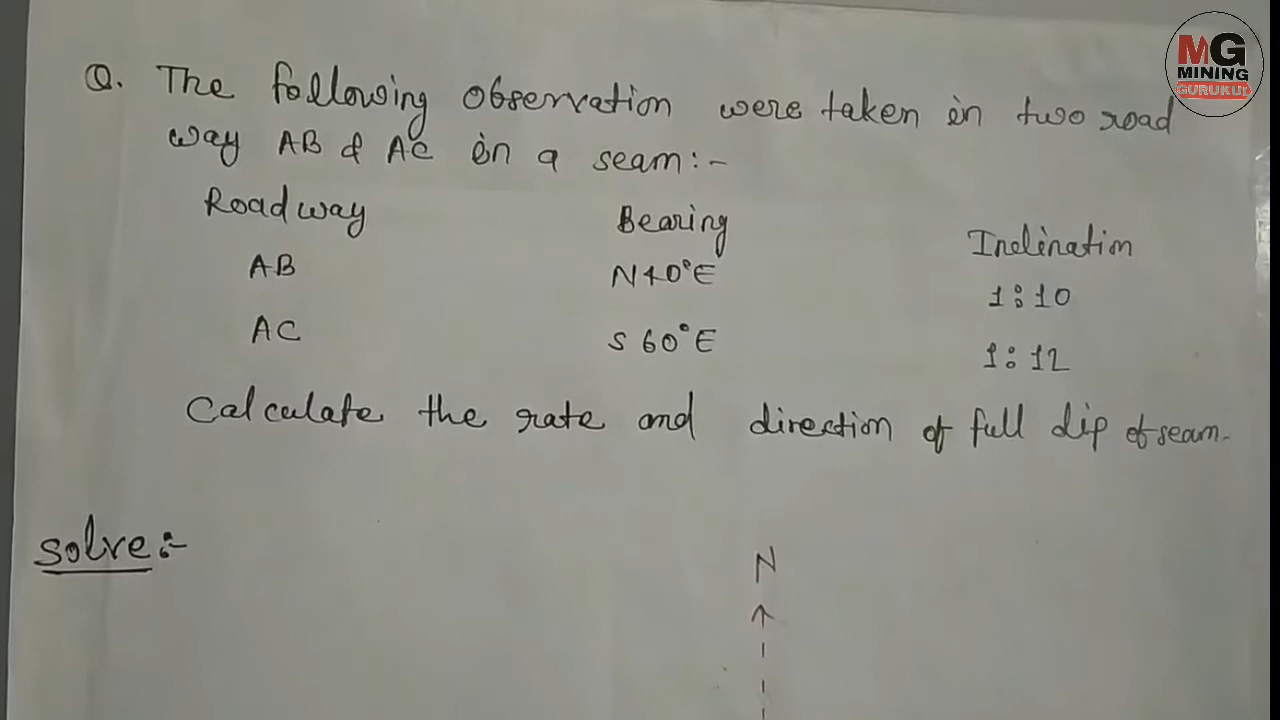 MG
MINING
GURUKUL
Q. The following observation were taken in two road
way AB & AC in a seam:-
Roadway Bearing Inclination
AB N40°E 1:10
AC S 60°E 1:12
Calculate the rate and direction of full dip of seam.
Solve:-
N